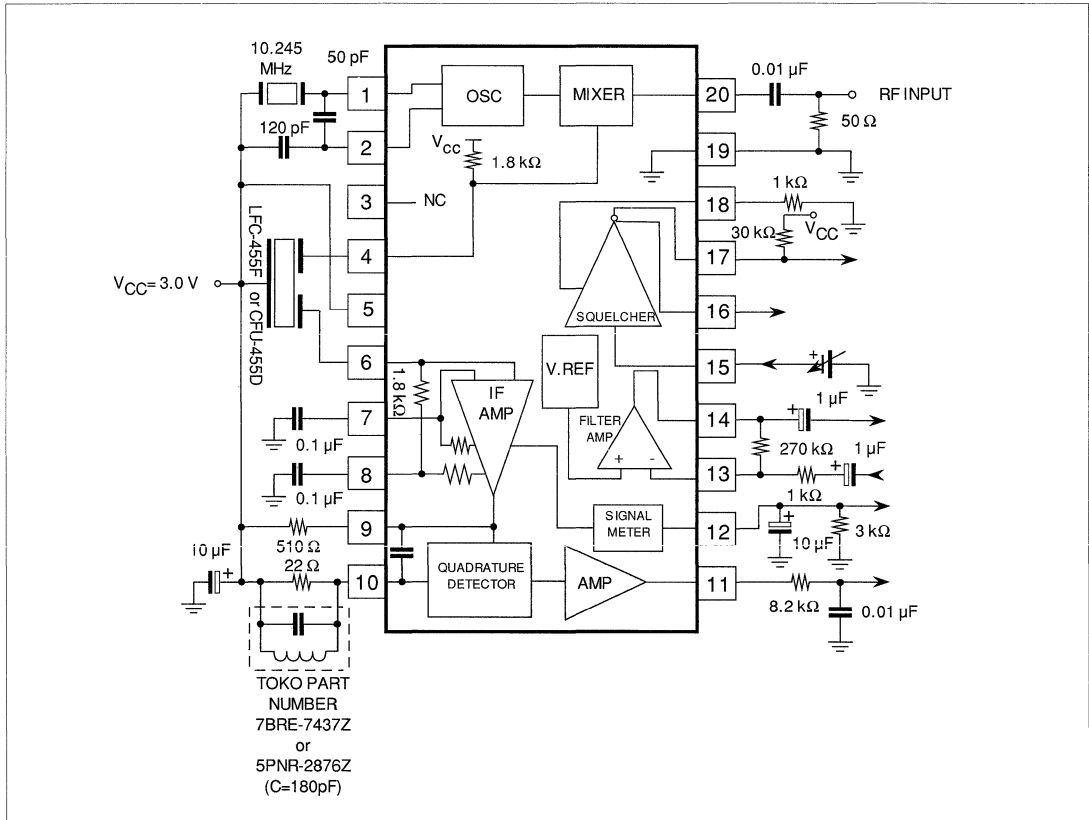 10.245
MHz
50 pF
120 pF
1
2
3
4
5
6
7
8
9
10
20
19
18
17
16
15
14
13
12
11
OSC
MIXER
VCC
1.8 kΩ
NC
LFC-455F
or CFU-455D
VCC= 3.0 V
1.8 kΩ
IF
AMP
SQUELCHER
V.REF
FILTER
AMP
+
-
SIGNAL
METER
QUADRATURE
DETECTOR
AMP
0.01 µF
RF INPUT
50 Ω
1 kΩ
30 kΩ
VCC
+
1 µF
+
270 kΩ
1 µF
+
1 kΩ
+
10 µF
3 kΩ
8.2 kΩ
0.01 µF
0.1 µF
0.1 µF
510 Ω
10 µF
+
22 Ω
TOKO PART
NUMBER
7BRE-7437Z
or
5PNR-2876Z
(C=180pF)